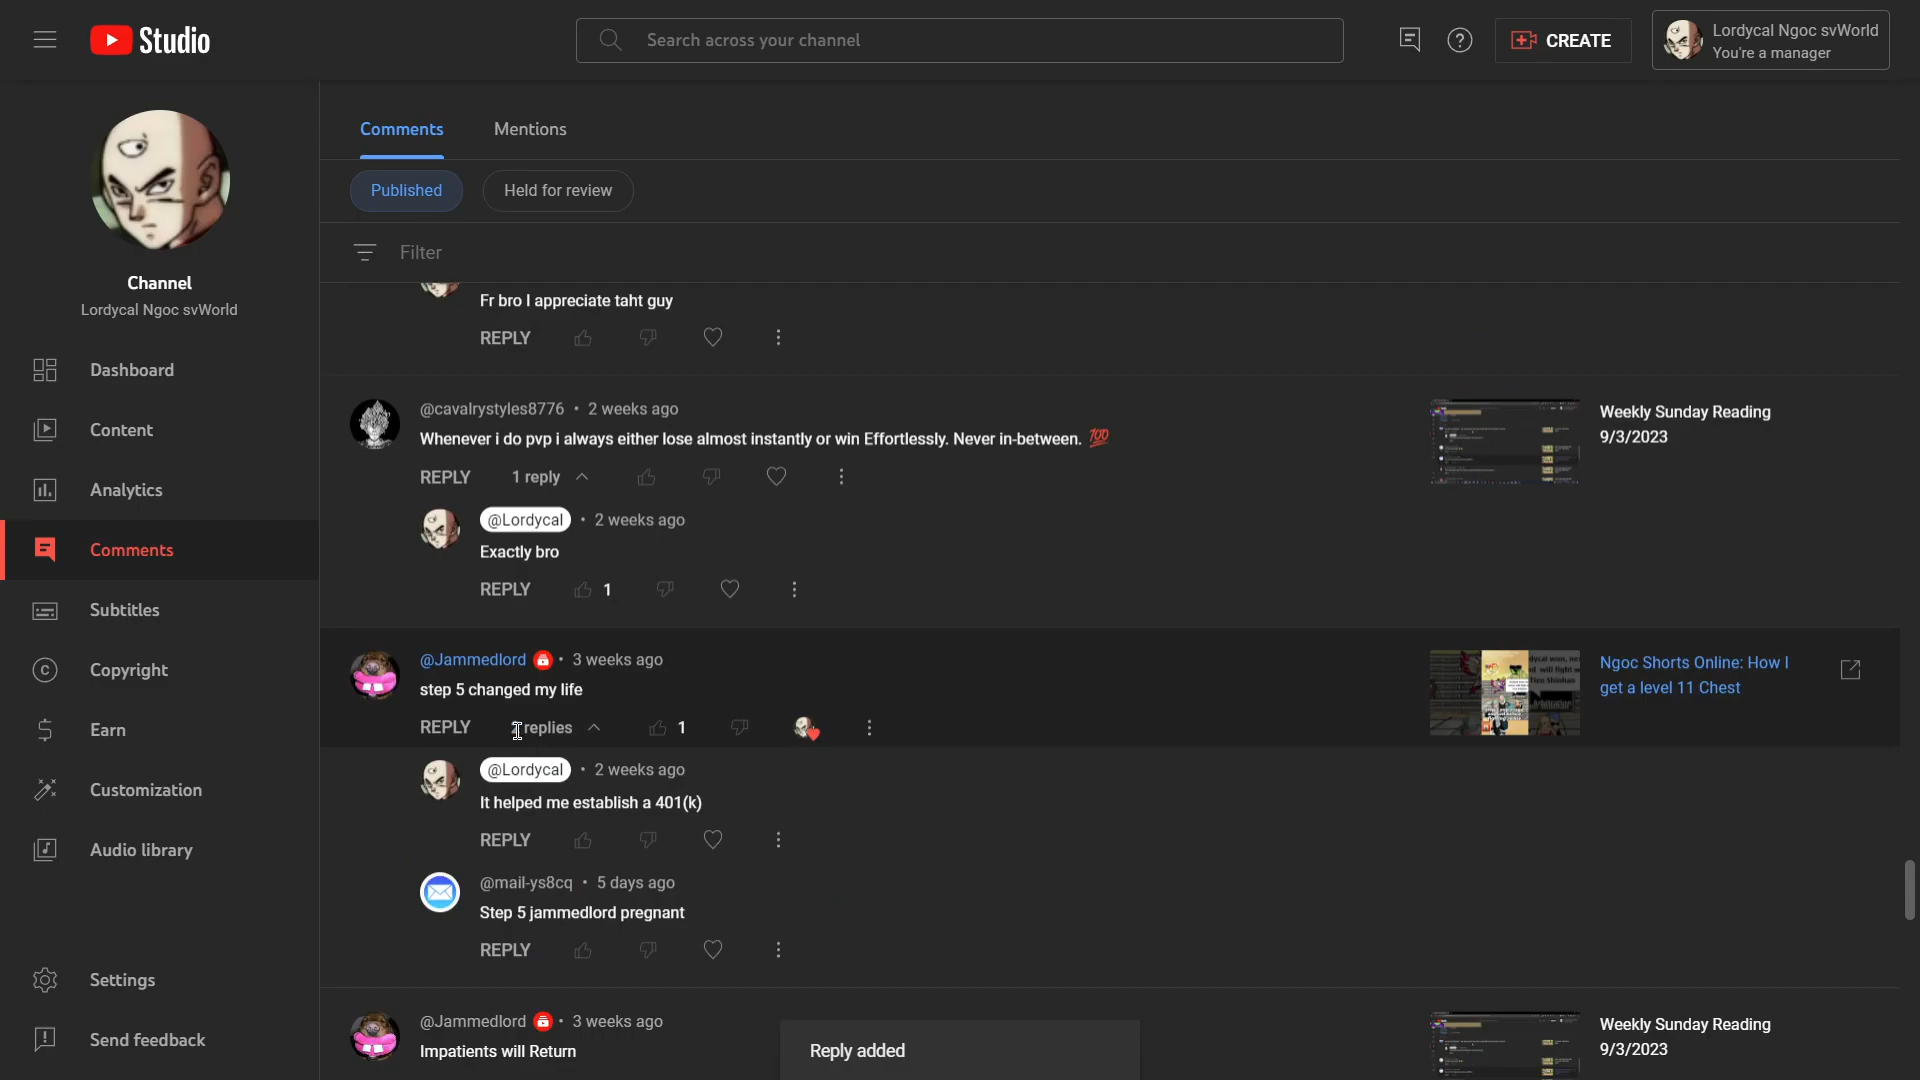 Studio
Search across your channel
CREATE
Lordycal Ngoc svWorld
You're a manager
Channel
Lordycal Ngoc svWorld
Dashboard
Content
Analytics
Comments
Subtitles
Copyright
Earn
Customization
Audio library
Settings
Send feedback
Comments Mentions
Published Held for review
Filter
Fr bro I appreciate taht guy
REPLY
@cavalrystyles8776 • 2 weeks ago
Whenever i do pvp i always either lose almost instantly or win Effortlessly. Never in-between. 💯
REPLY 1 reply
Weekly Sunday Reading
9/3/2023
@Lordycal • 2 weeks ago
Exactly bro
REPLY 1
@Jammedlord • 3 weeks ago
step 5 changed my life
REPLY 2 replies 1
Ngoc Shorts Online: How I
get a level 11 Chest
@Lordycal • 2 weeks ago
It helped me establish a 401(k)
REPLY
@mail-ys8cq • 5 days ago
Step 5 jammedlord pregnant
REPLY
@Jammedlord • 3 weeks ago
Impatients will Return
Weekly Sunday Reading
9/3/2023
Reply added